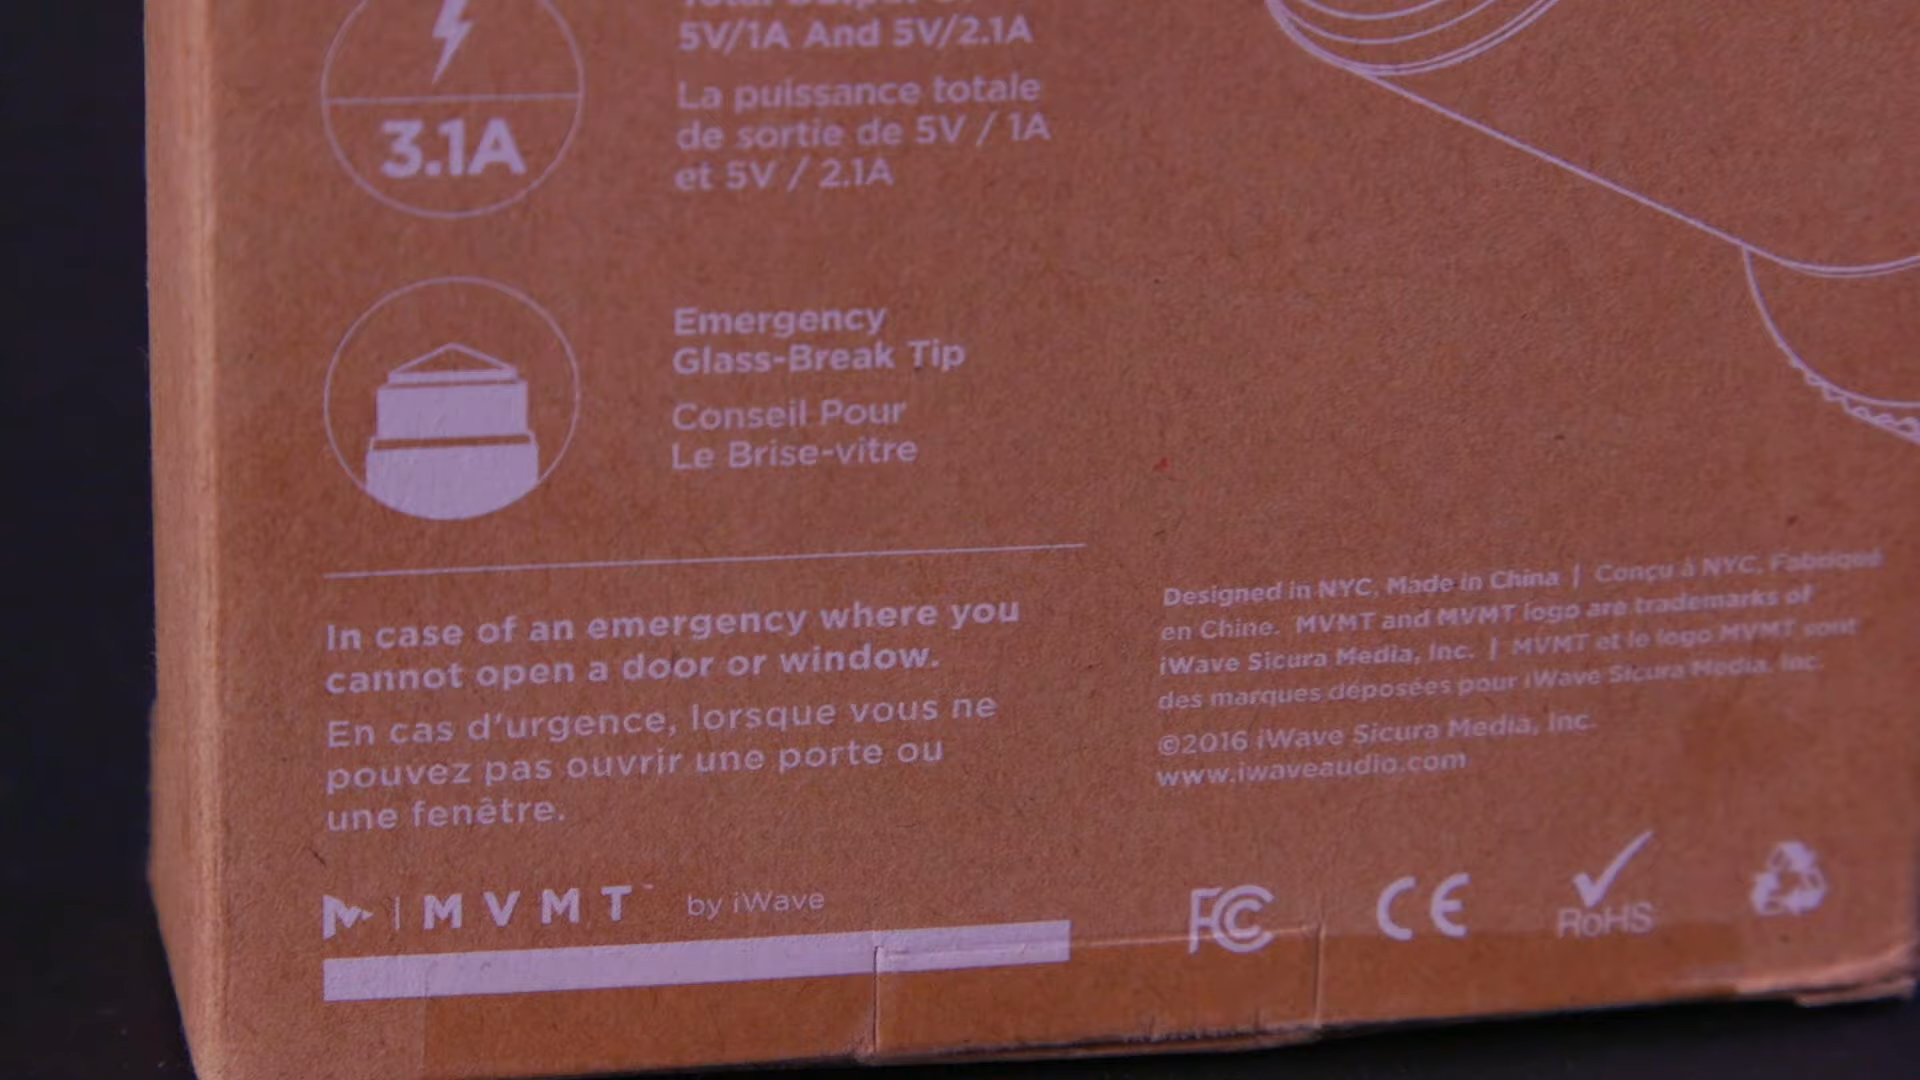 Total Output Of
5V/1A And 5V/2.1A
La puissance totale
de sortie de 5V / 1A
et 5V / 2.1A
3.1A
Emergency
Glass-Break Tip
Conseil Pour
Le Brise-vitre
In case of an emergency where you
cannot open a door or window.
En cas d'urgence, lorsque vous ne
pouvez pas ouvrir une porte ou
une fenêtre.
MVMT™ by iWave
Designed in NYC, Made in China | Conçu à NYC, Fabriqué
en Chine. MVMT and MVMT logo are trademarks of
iWave Sicura Media, Inc. | MVMT et le logo MVMT sont
des marques déposées pour iWave Sicura Media, Inc.
©2016 iWave Sicura Media, Inc.
www.iwaveaudio.com
FC CE RoHS